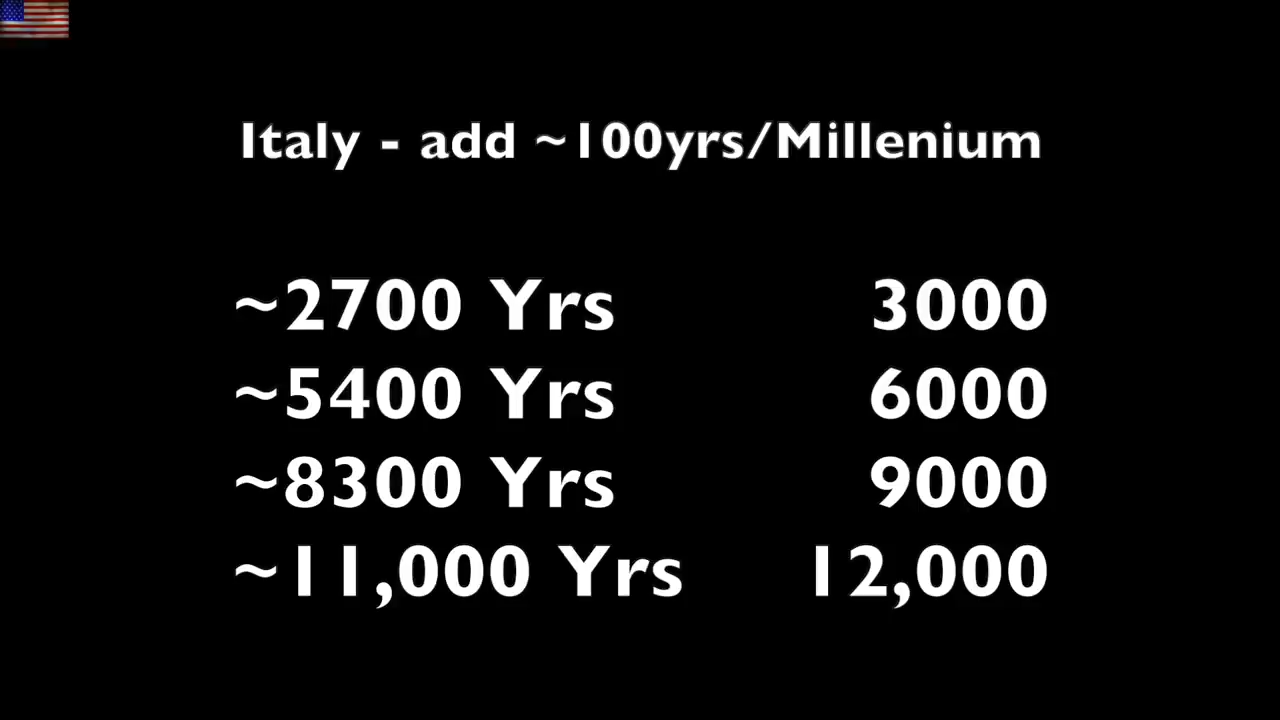 Italy - add ~100yrs/Millenium
~2700 Yrs 3000
~5400 Yrs 6000
~8300 Yrs 9000
~11,000 Yrs 12,000